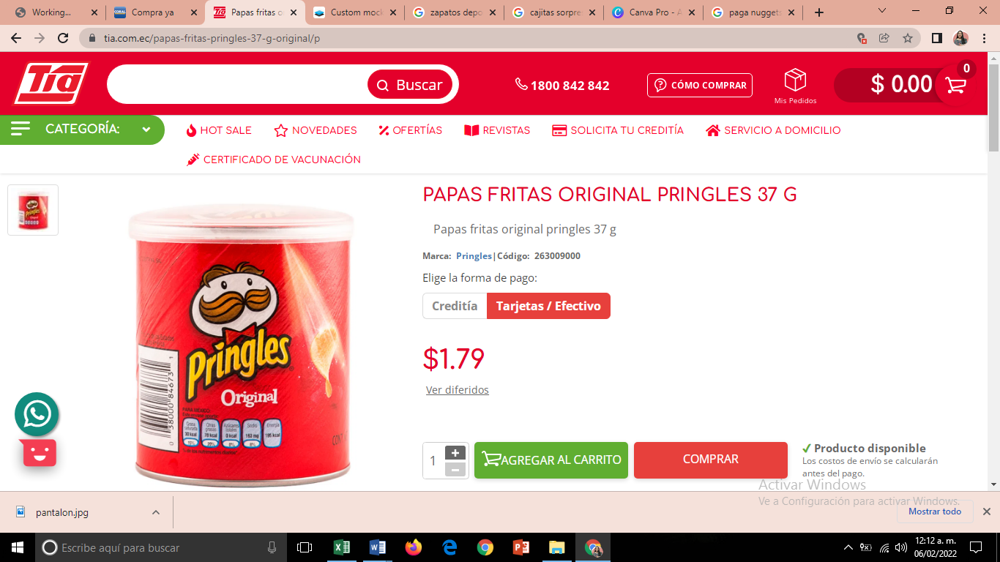 Working...
Compra ya
Papas fritas o
Custom mock
zapatos depo
cajitas sorpre
Canva Pro - A
paga nuggets
tia.com.ec/papas-fritas-pringles-37-g-original/p
Tía
Buscar
1800 842 842
CÓMO COMPRAR
Mis Pedidos
$ 0.00
0
CATEGORÍA:
HOT SALE
NOVEDADES
OFERTÍAS
REVISTAS
SOLICITA TU CREDITÍA
SERVICIO A DOMICILIO
CERTIFICADO DE VACUNACIÓN
PAPAS FRITAS ORIGINAL PRINGLES 37 G
Papas fritas original pringles 37 g
Marca: Pringles|Código: 263009000
Elige la forma de pago:
Creditía
Tarjetas / Efectivo
$1.79
Ver diferidos
Pringles
Original
1
AGREGAR AL CARRITO
COMPRAR
Producto disponible
Los costos de envío se calcularán
antes del pago.
Activar Windows
Ve a Configuración para activar Windows.
pantalon.jpg
Mostrar todo
Escribe aquí para buscar
12:12 a. m.
06/02/2022